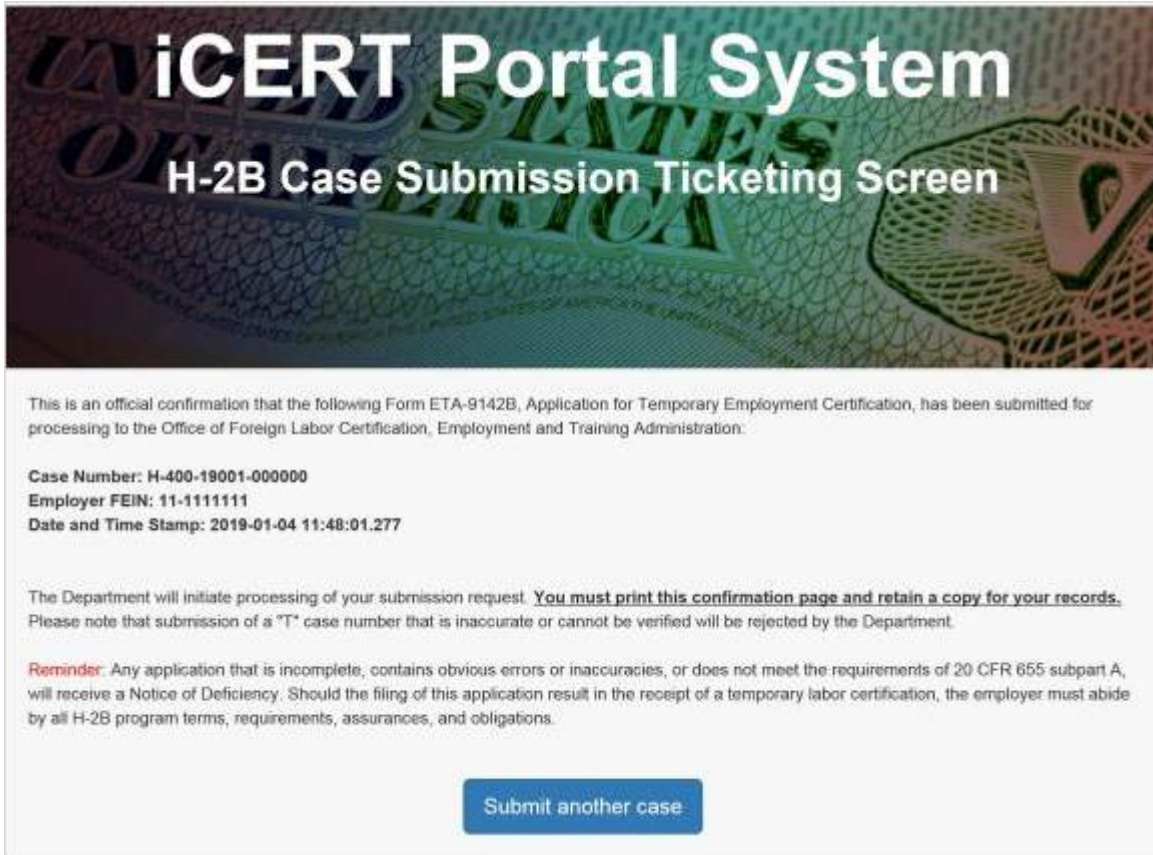 iCERT Portal System
UNITED STATES
OF AMERICA
H-2B Case Submission Ticketing Screen
This is an official confirmation that the following Form ETA-9142B, Application for Temporary Employment Certification, has been submitted for
processing to the Office of Foreign Labor Certification, Employment and Training Administration:
Case Number: H-400-19001-000000
Employer FEIN: 11-1111111
Date and Time Stamp: 2019-01-04 11:48:01.277
The Department will initiate processing of your submission request. You must print this confirmation page and retain a copy for your records.
Please note that submission of a "T" case number that is inaccurate or cannot be verified will be rejected by the Department.
Reminder: Any application that is incomplete, contains obvious errors or inaccuracies, or does not meet the requirements of 20 CFR 655 subpart A,
will receive a Notice of Deficiency. Should the filing of this application result in the receipt of a temporary labor certification, the employer must abide
by all H-2B program terms, requirements, assurances, and obligations.
Submit another case